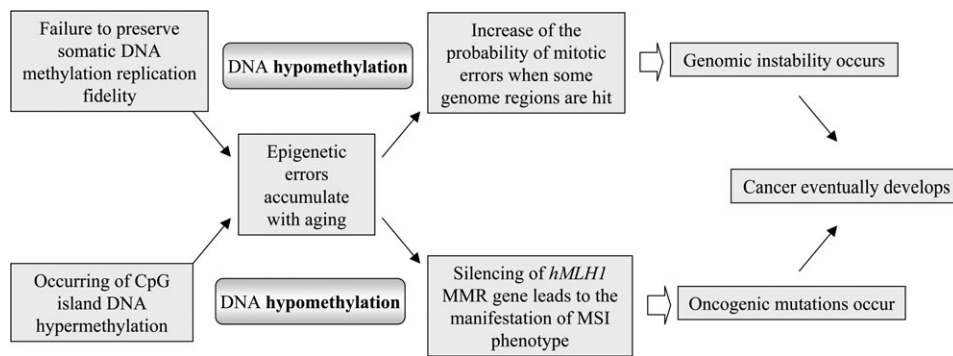 Failure to preserve
somatic DNA
methylation replication
fidelity
DNA hypomethylation
Increase of the
probability of mitotic
errors when some
genome regions are hit
Genomic instability occurs
Epigenetic
errors
accumulate
with aging
Cancer eventually develops
Occurring of CpG
island DNA
hypermethylation
DNA hypomethylation
Silencing of hMLH1
MMR gene leads to the
manifestation of MSI
phenotype
Oncogenic mutations occur